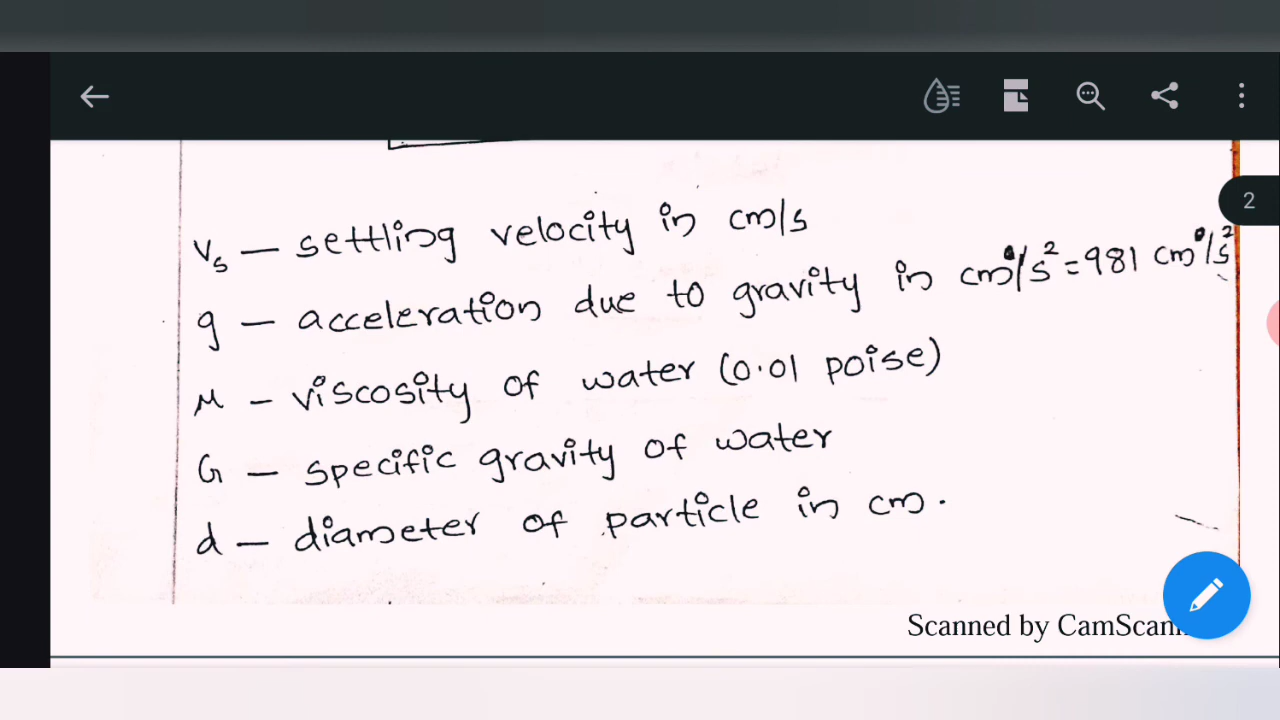 2
Vs — settling velocity in cm/s
g — acceleration due to gravity in cm/s² = 981 cm/s²
μ — viscosity of water (0.01 poise)
G — specific gravity of water
d — diameter of particle in cm.
Scanned by CamScann